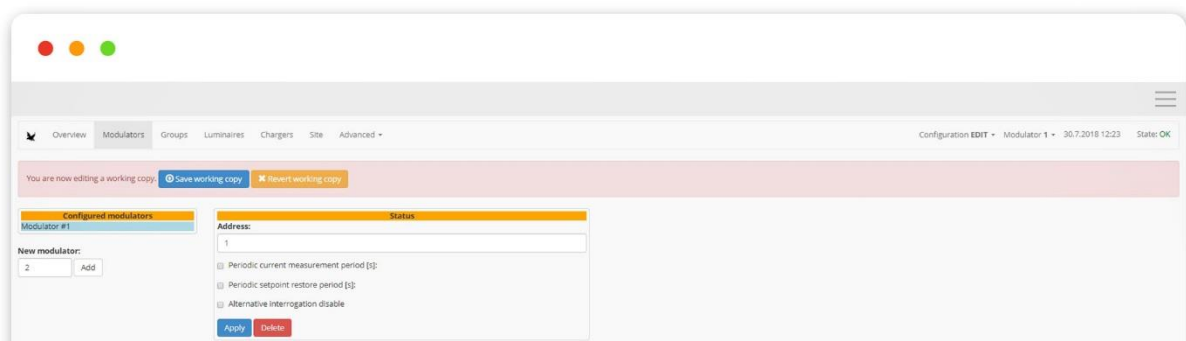 Overview Modulators Groups Luminaires Chargers Site Advanced Configuration EDIT Modulator 1 30.7.2018 12:23 State: OK
You are now editing a working copy. Save working copy Revert working copy
Configured modulators
Modulator #1
New modulator:
2 Add
Status
Address:
1
Periodic current measurement period [s]:
Periodic setpoint restore period [s]:
Alternative interrogation disable
Apply Delete